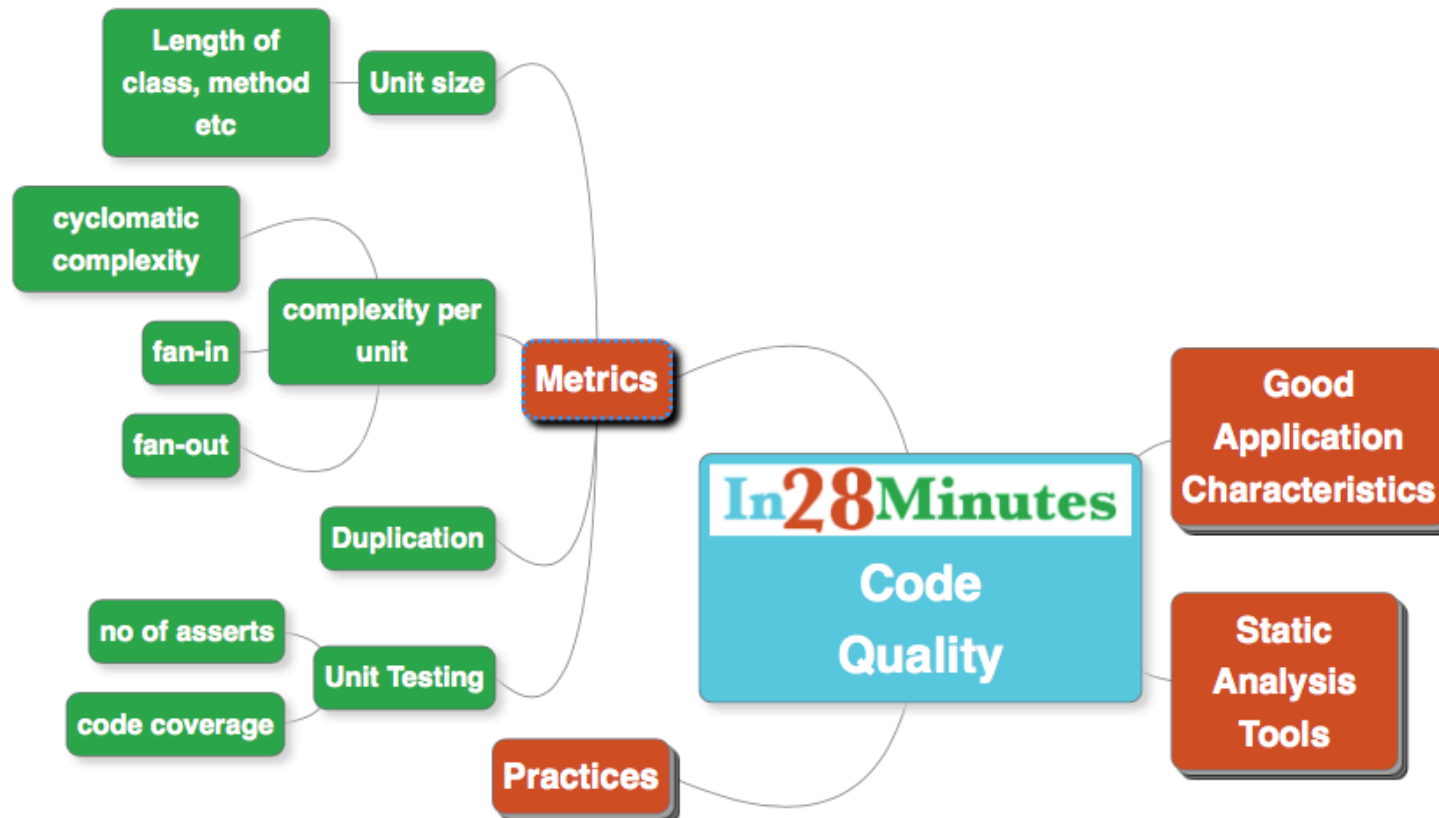 Length of
class, method
etc
Unit size
cyclomatic
complexity
complexity per
unit
fan-in
fan-out
Metrics
Duplication
no of asserts
Unit Testing
code coverage
Practices
In28Minutes
Code
Quality
Good
Application
Characteristics
Static
Analysis
Tools